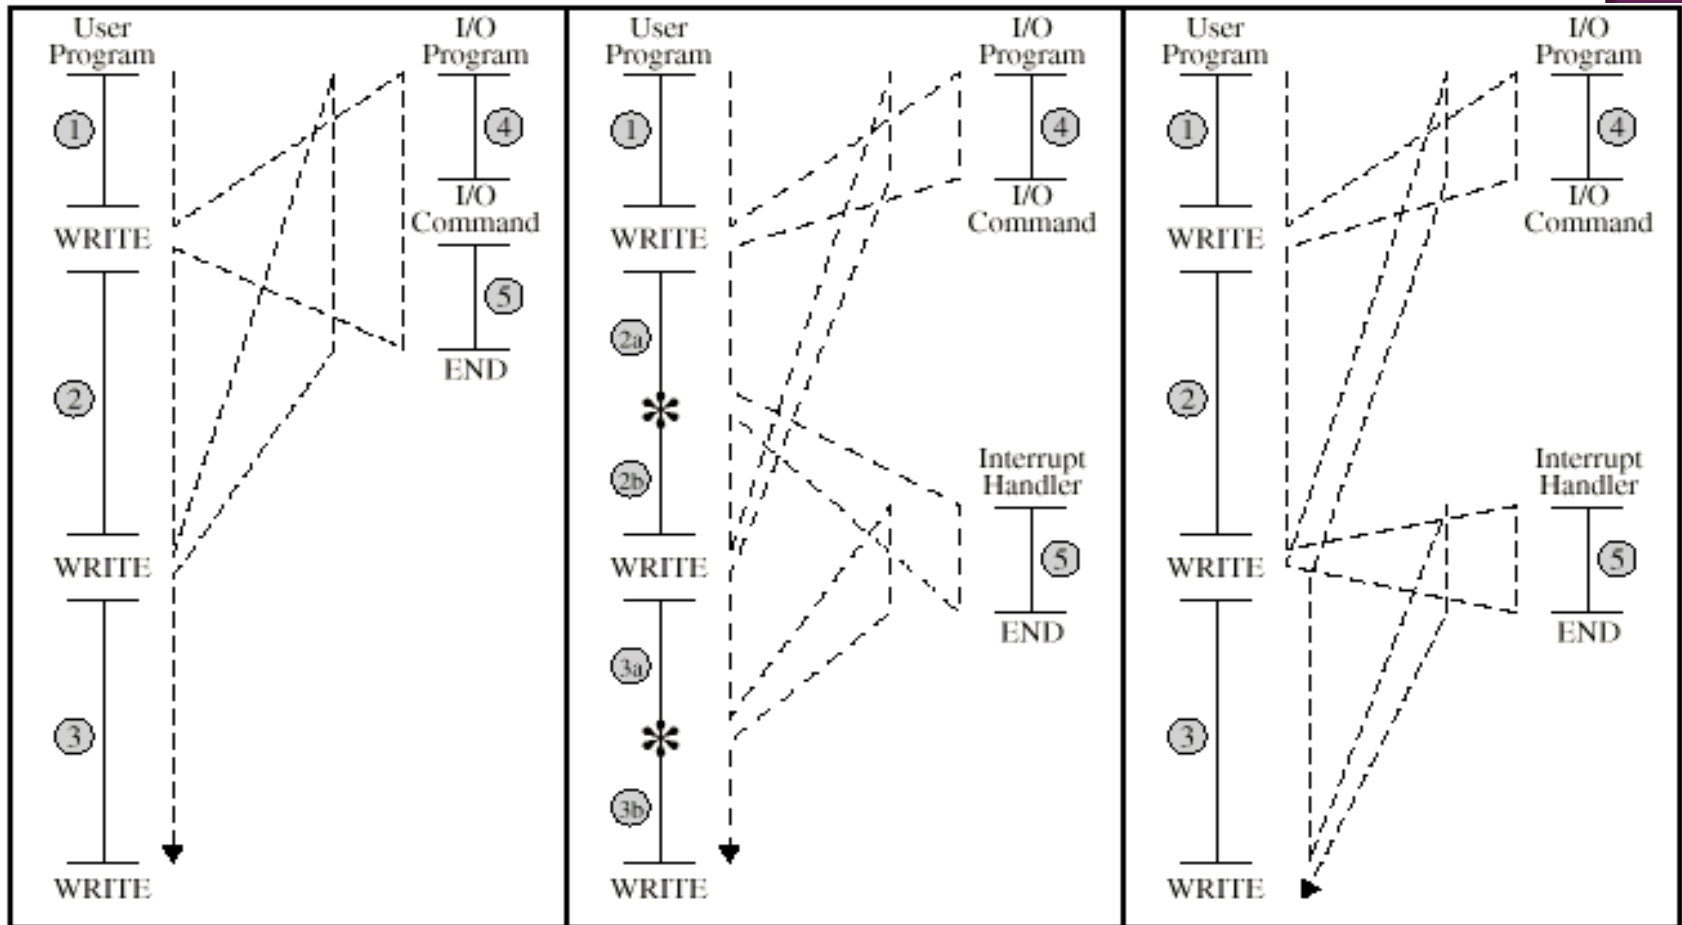 User
Program
I/O
Program
1
4
I/O
Command
WRITE
5
END
2
WRITE
3
WRITE
User
Program
I/O
Program
1
4
I/O
Command
WRITE
2a
*
2b
Interrupt
Handler
WRITE
5
END
3a
*
3b
WRITE
User
Program
I/O
Program
1
4
I/O
Command
WRITE
2
Interrupt
Handler
WRITE
5
END
3
WRITE